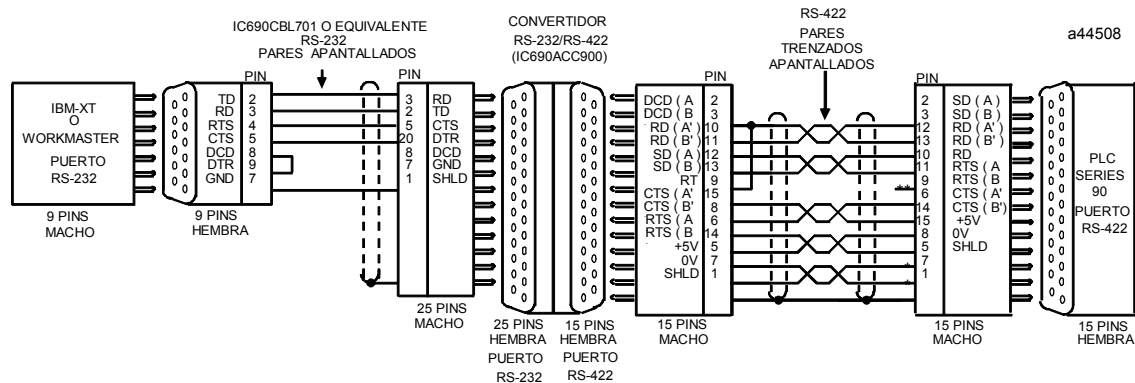 IC690CBL701 O EQUIVALENTE
RS-232
PARES APANTALLADOS
CONVERTIDOR
RS-232/RS-422
(IC690ACC900)
RS-422
PARES
TRENZADOS
APANTALLADOS
a44508
IBM-XT
O
WORKMASTER
PUERTO
RS-232
9 PINS
MACHO
9 PINS
HEMBRA
PIN
TD 2
RD 3
RTS 4
CTS 5
DCD 8
DTR 9
GND 7
PIN
3 RD
2 TD
5 CTS
20 DTR
8 DCD
7 GND
1 SHLD
25 PINS
MACHO
25 PINS
HEMBRA
PUERTO
RS-232
15 PINS
HEMBRA
PUERTO
RS-422
PIN
DCD ( A 2
DCD ( B 3
RD ( A' ) 10
RD ( B' ) 11
SD ( A ) 12
SD ( B ) 13
RT 9
CTS ( A' ) 15
CTS ( B' ) 8
RTS ( A 6
RTS ( B 14
+5V 5
0V 7
SHLD 1
15 PINS
MACHO
PIN
2 SD ( A )
3 SD ( B )
12 RD ( A' )
13 RD ( B' )
10 RD
11 RTS ( A
9 RTS ( B
** 6 CTS ( A' )
14 CTS ( B' )
15 +5V
8 0V
5 SHLD
* 7
* 1
15 PINS
MACHO
PLC
SERIES
90
PUERTO
RS-422
15 PINS
HEMBRA